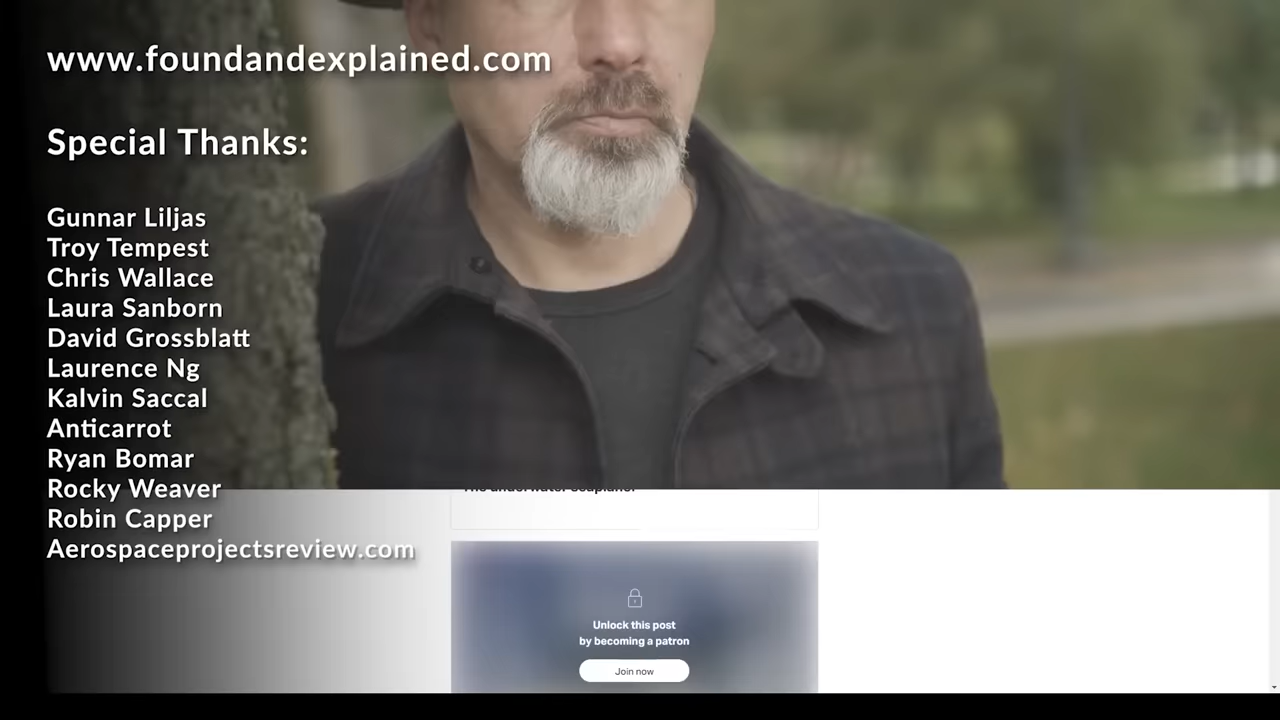 www.foundandexplained.com
Special Thanks:
Gunnar Liljas
Troy Tempest
Chris Wallace
Laura Sanborn
David Grossblatt
Laurence Ng
Kalvin Saccal
Anticarrot
Ryan Bomar
Rocky Weaver
Robin Capper
Aerospaceprojectsreview.com
Unlock this post
by becoming a patron
Join now